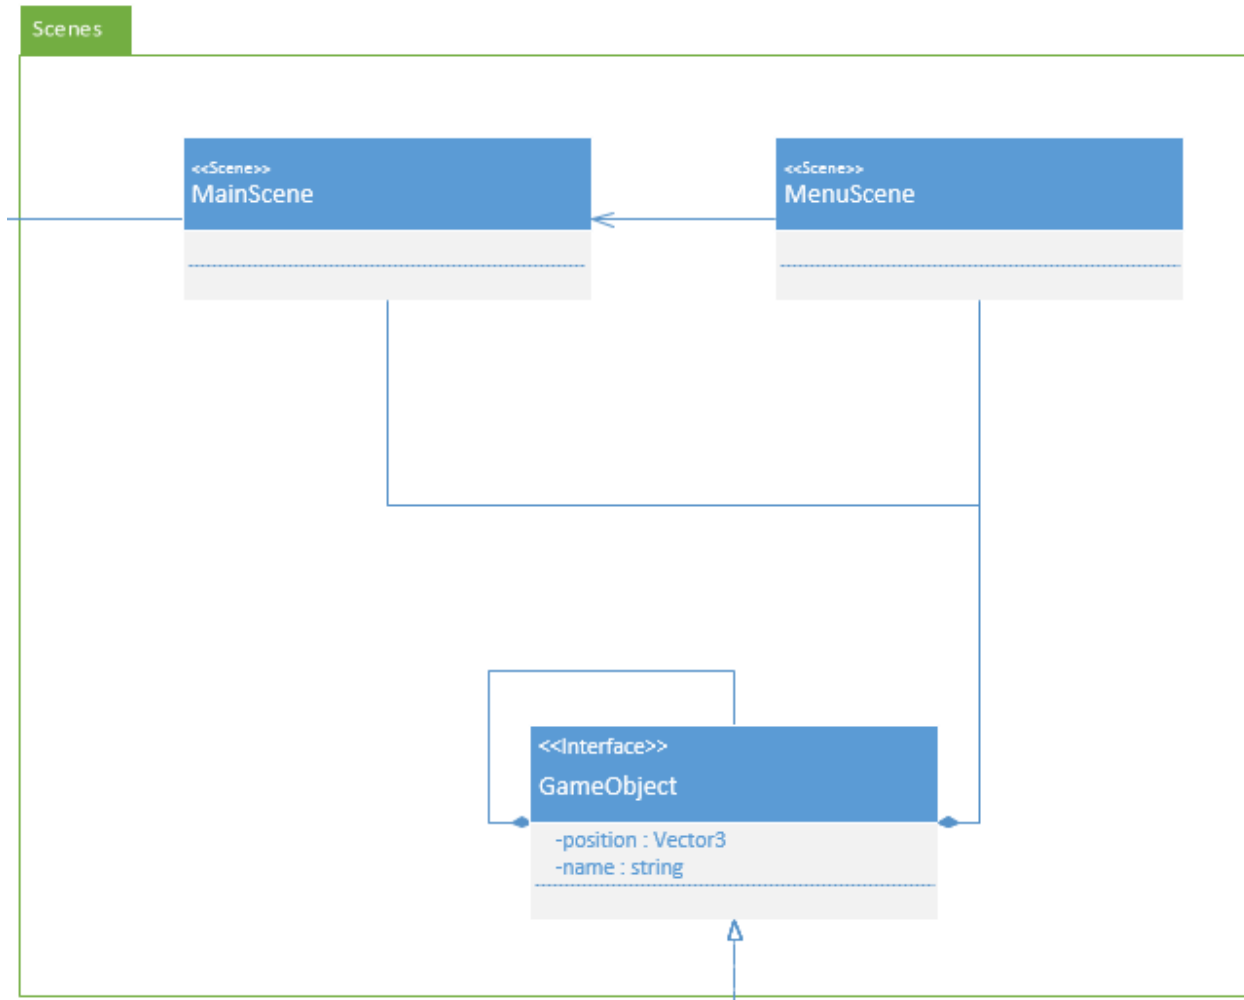 Scenes
<<Scene>>
MainScene
<<Scene>>
MenuScene
<<Interface>>
GameObject
-position : Vector3
-name : string